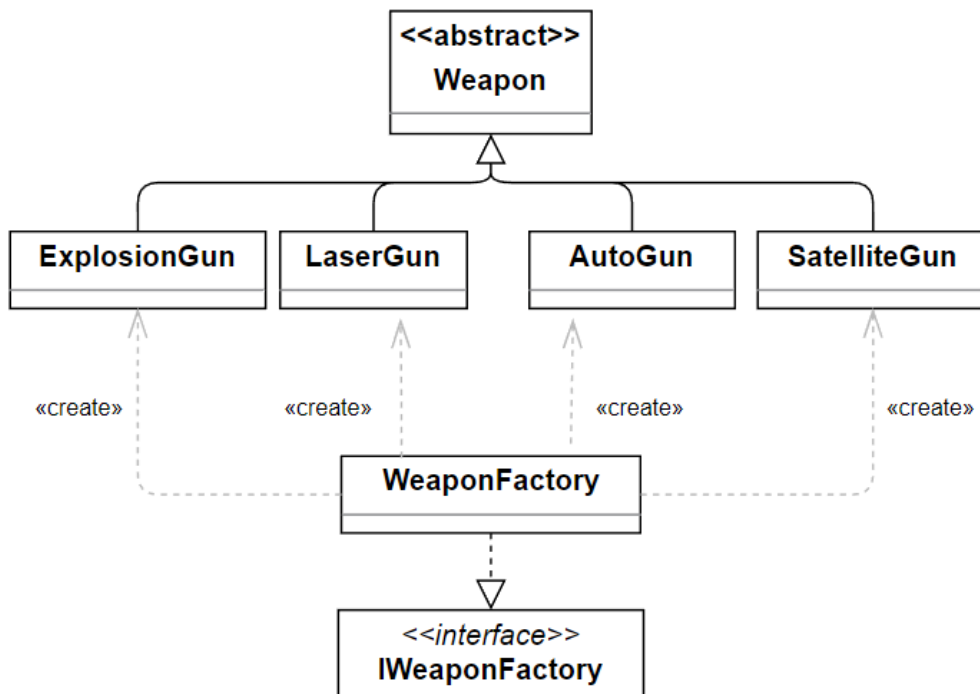 <<abstract>>
Weapon
ExplosionGun
LaserGun
AutoGun
SatelliteGun
«create»
«create»
«create»
«create»
WeaponFactory
<<interface>>
IWeaponFactory